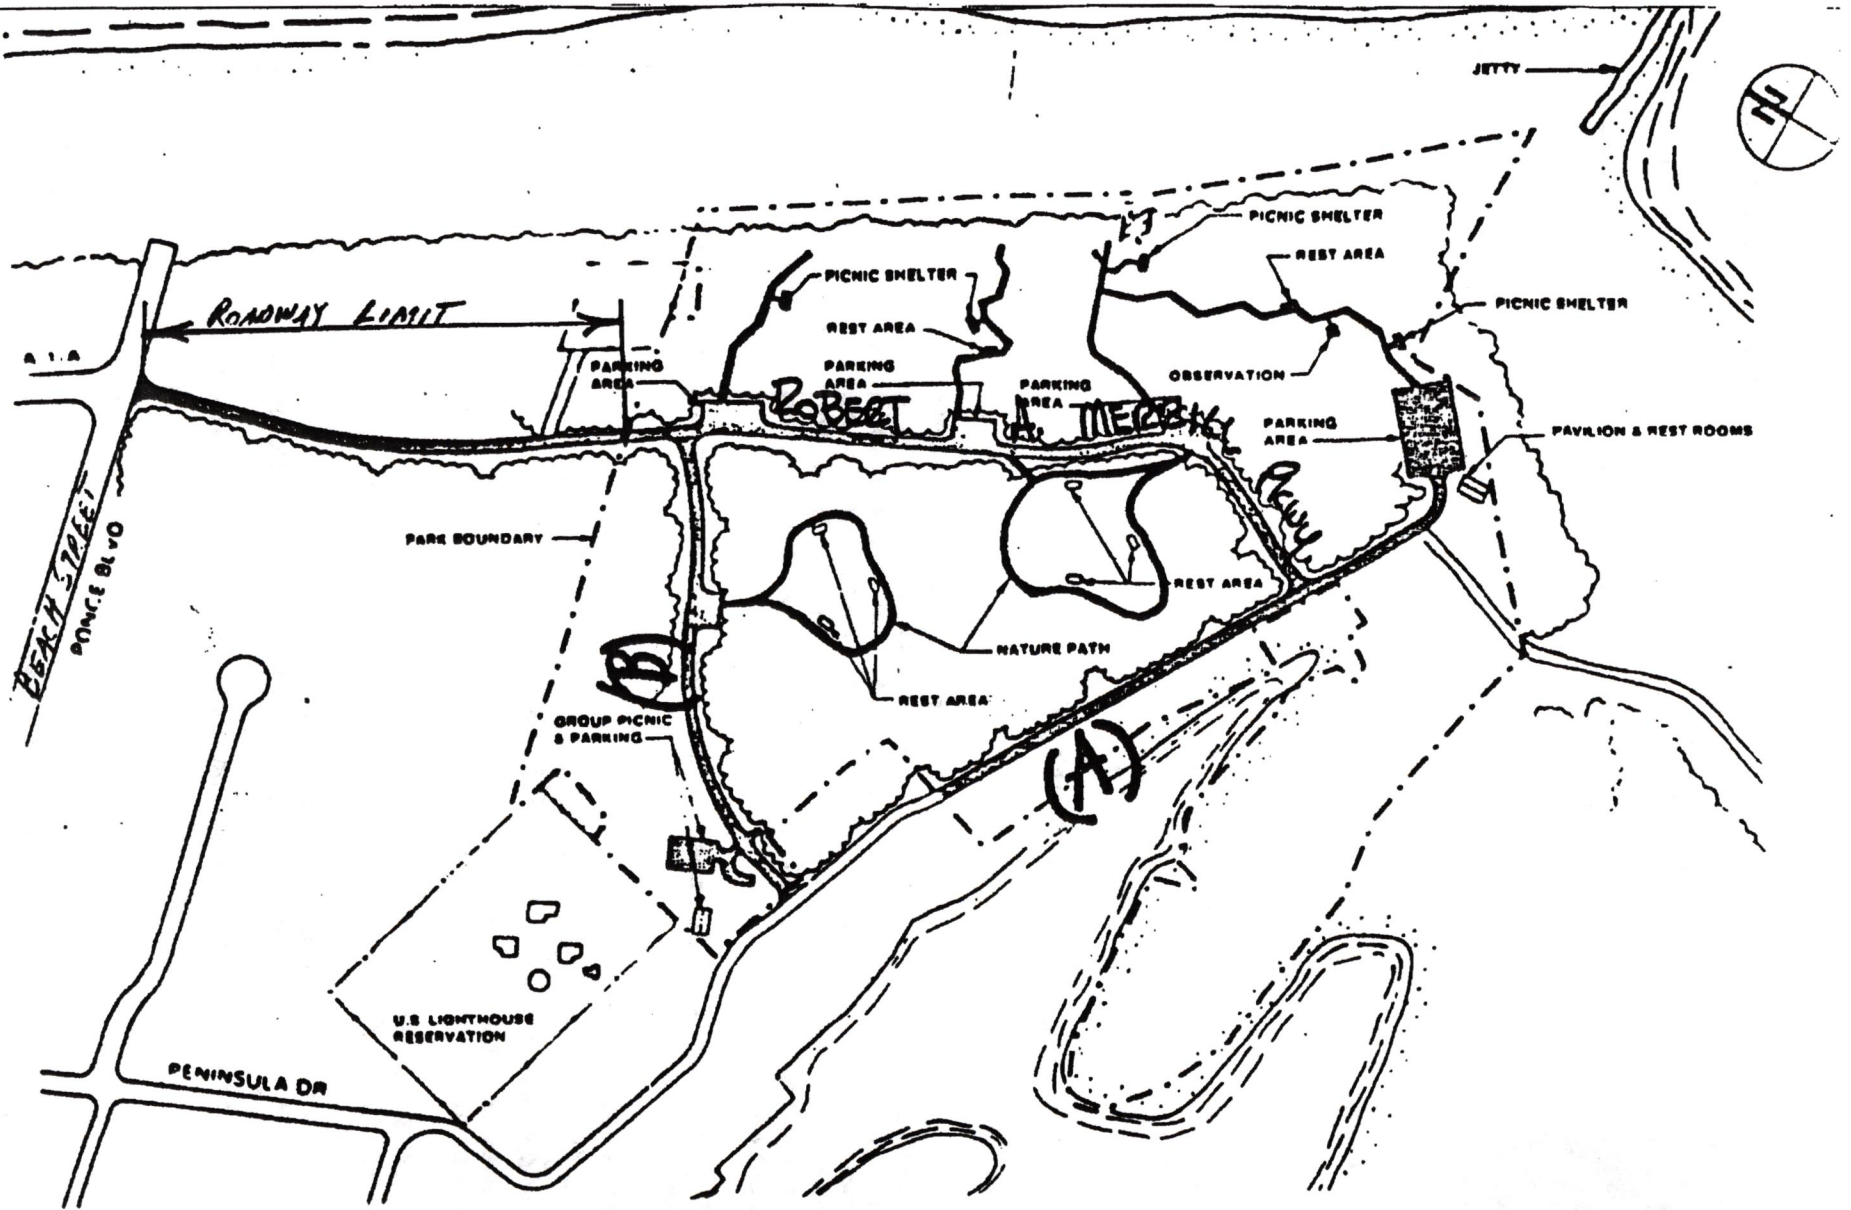 JETTY
N
PICNIC SHELTER
REST AREA
PICNIC SHELTER
PICNIC SHELTER
ROADWAY LIMIT
REST AREA
A 1 A
PARKING
AREA
PARKING
AREA
PARKING
AREA
OBSERVATION
ROBERT A. MERRELL
PARKING
AREA
PAVILION & REST ROOMS
PARK BOUNDARY
BEACH STREET
PONCE BLVD
REST AREA
NATURE PATH
(B)
REST AREA
GROUP PICNIC
& PARKING
(A)
U.S LIGHTHOUSE
RESERVATION
PENINSULA DR